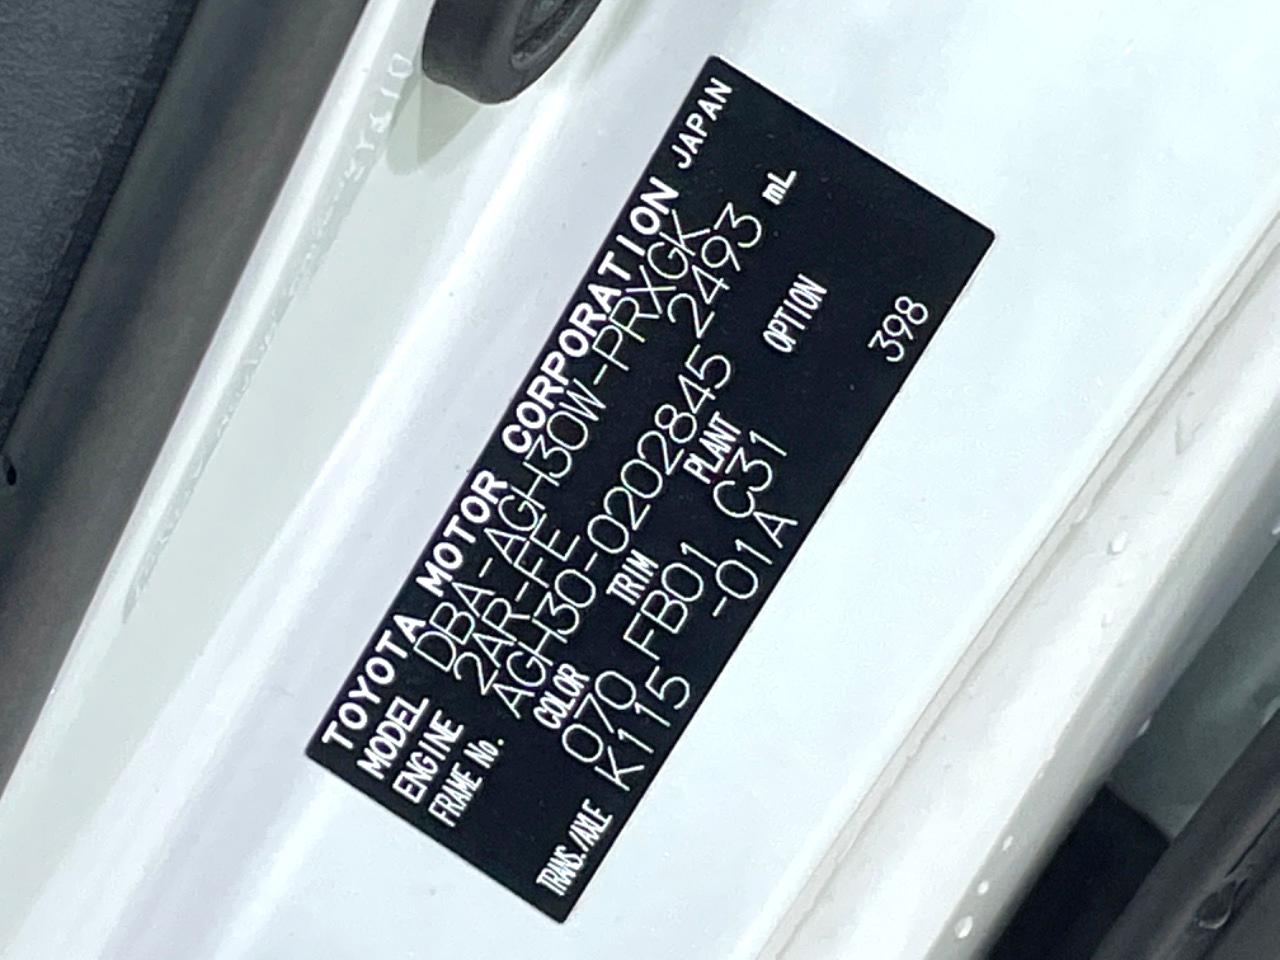 TOYOTA MOTOR CORPORATION JAPAN
MODEL DBA-AGH30W-PRXGK
ENGINE 2AR-FE 2493 mL
FRAME No. AGH30-0202845
COLOR TRIM PLANT OPTION
070 FB01 C31 398
TRANS./AXLE K115 -01A